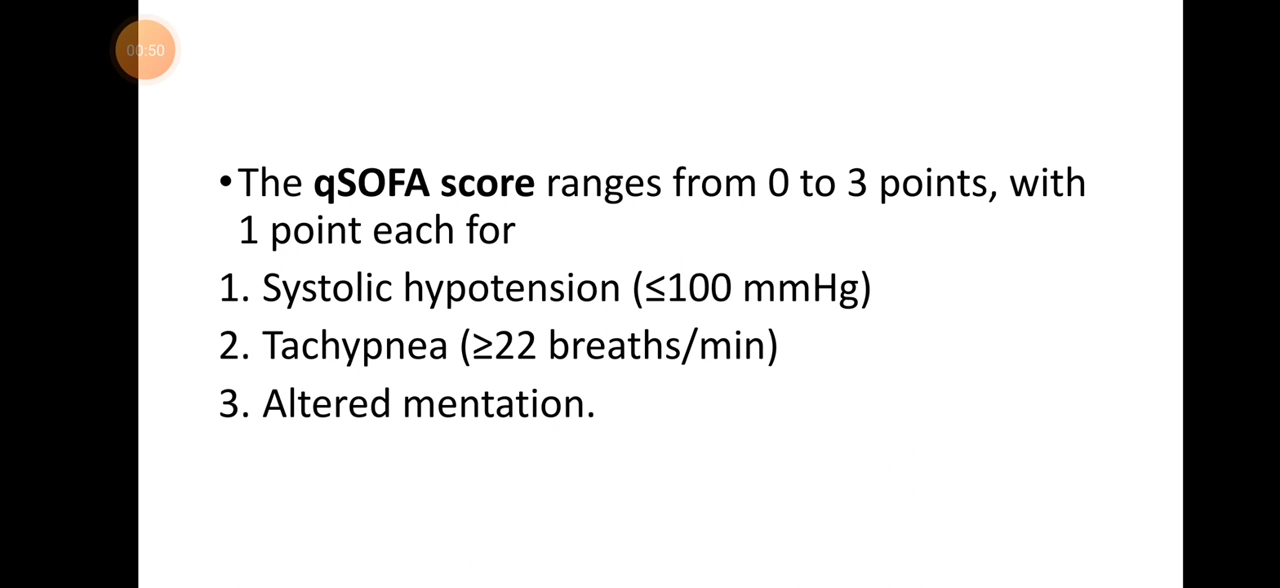 00:50
•The qSOFA score ranges from 0 to 3 points, with
1 point each for
1. Systolic hypotension (≤100 mmHg)
2. Tachypnea (≥22 breaths/min)
3. Altered mentation.